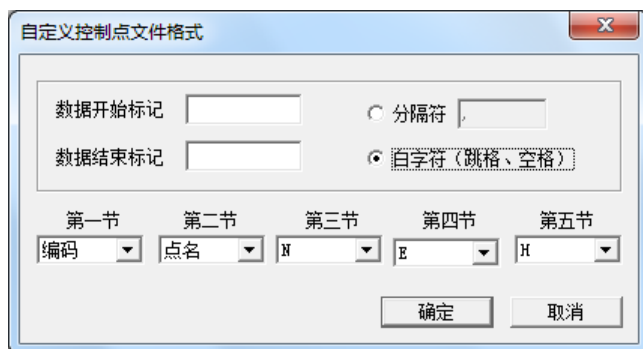 自定义控制点文件格式
数据开始标记
分隔符 ,
数据结束标记
白字符（跳格、空格）
第一节 第二节 第三节 第四节 第五节
编码 点名 N E H
确定 取消